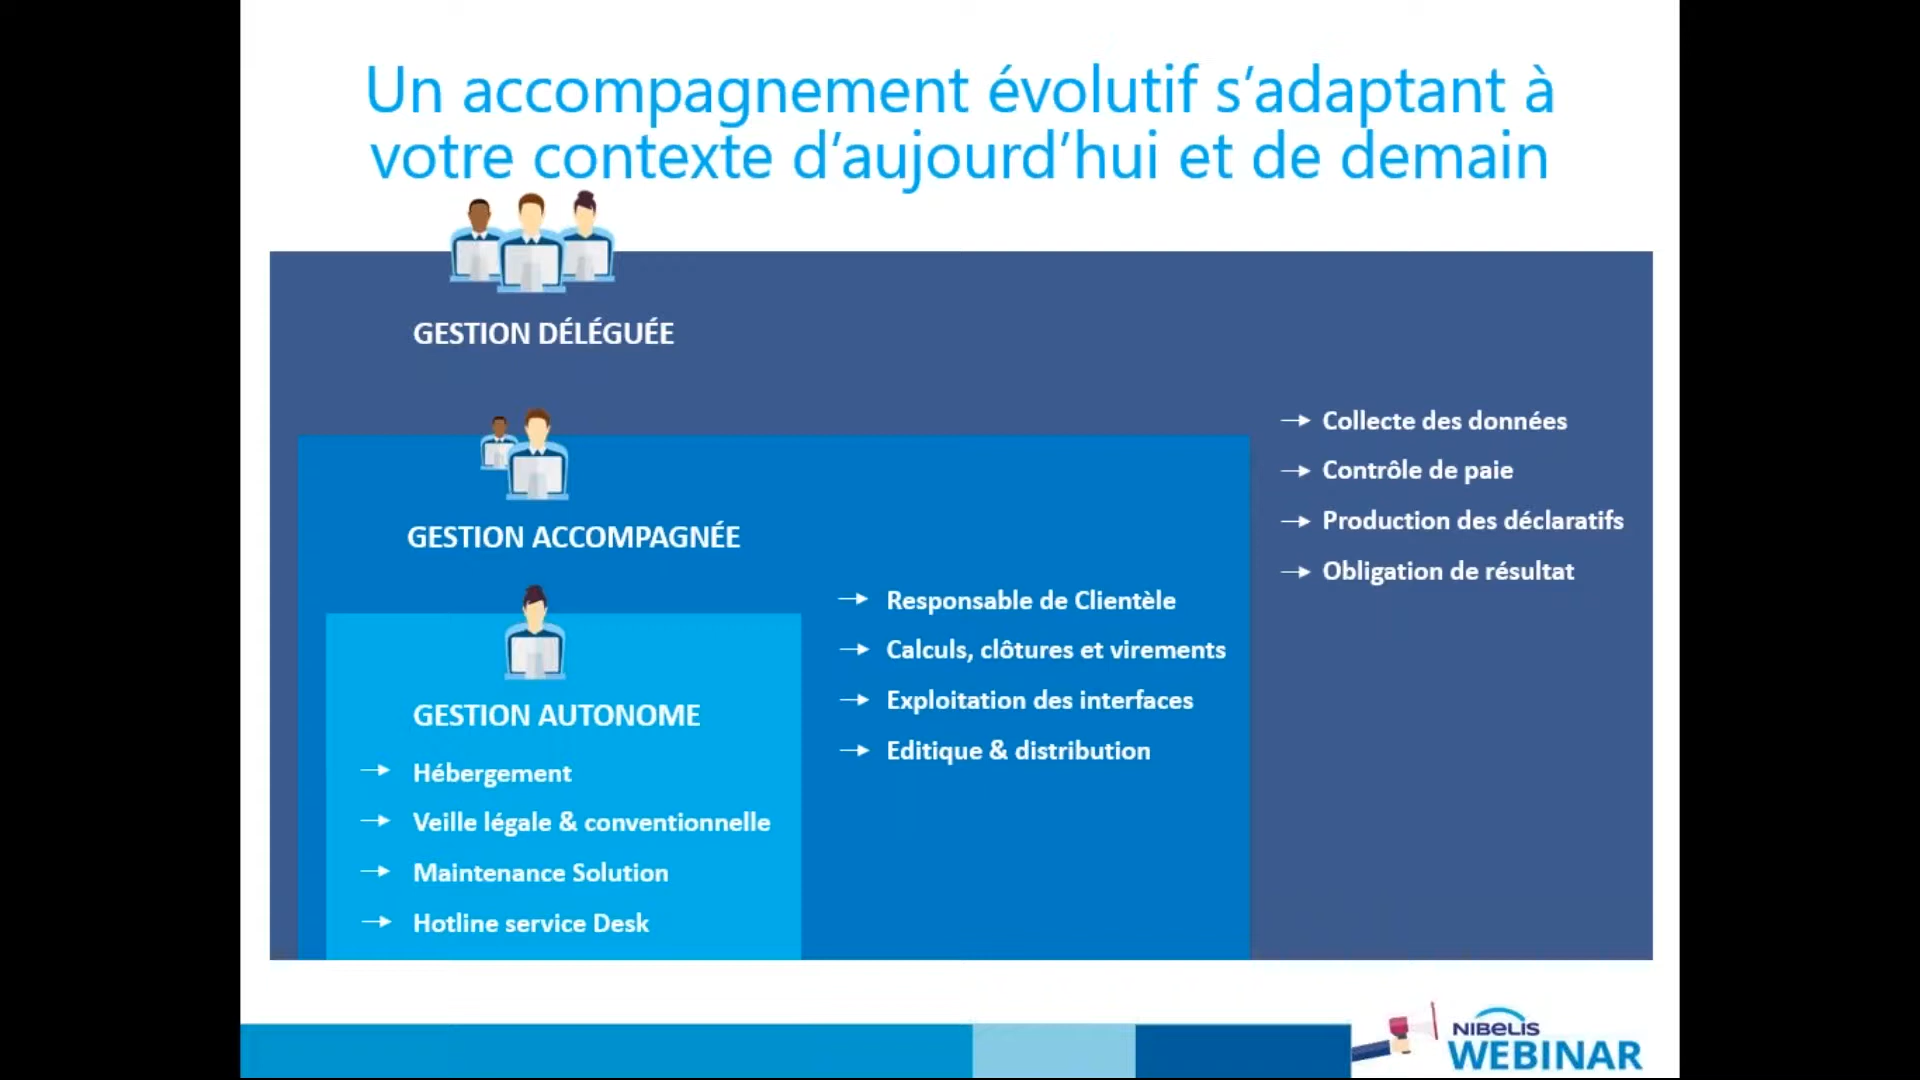 Un accompagnement évolutif s’adaptant à
votre contexte d’aujourd’hui et de demain
GESTION DÉLÉGUÉE
Collecte des données
Contrôle de paie
Production des déclaratifs
Obligation de résultat
GESTION ACCOMPAGNÉE
Responsable de Clientèle
Calculs, clôtures et virements
Exploitation des interfaces
Editique & distribution
GESTION AUTONOME
Hébergement
Veille légale & conventionnelle
Maintenance Solution
Hotline service Desk
NIBELIS
WEBINAR